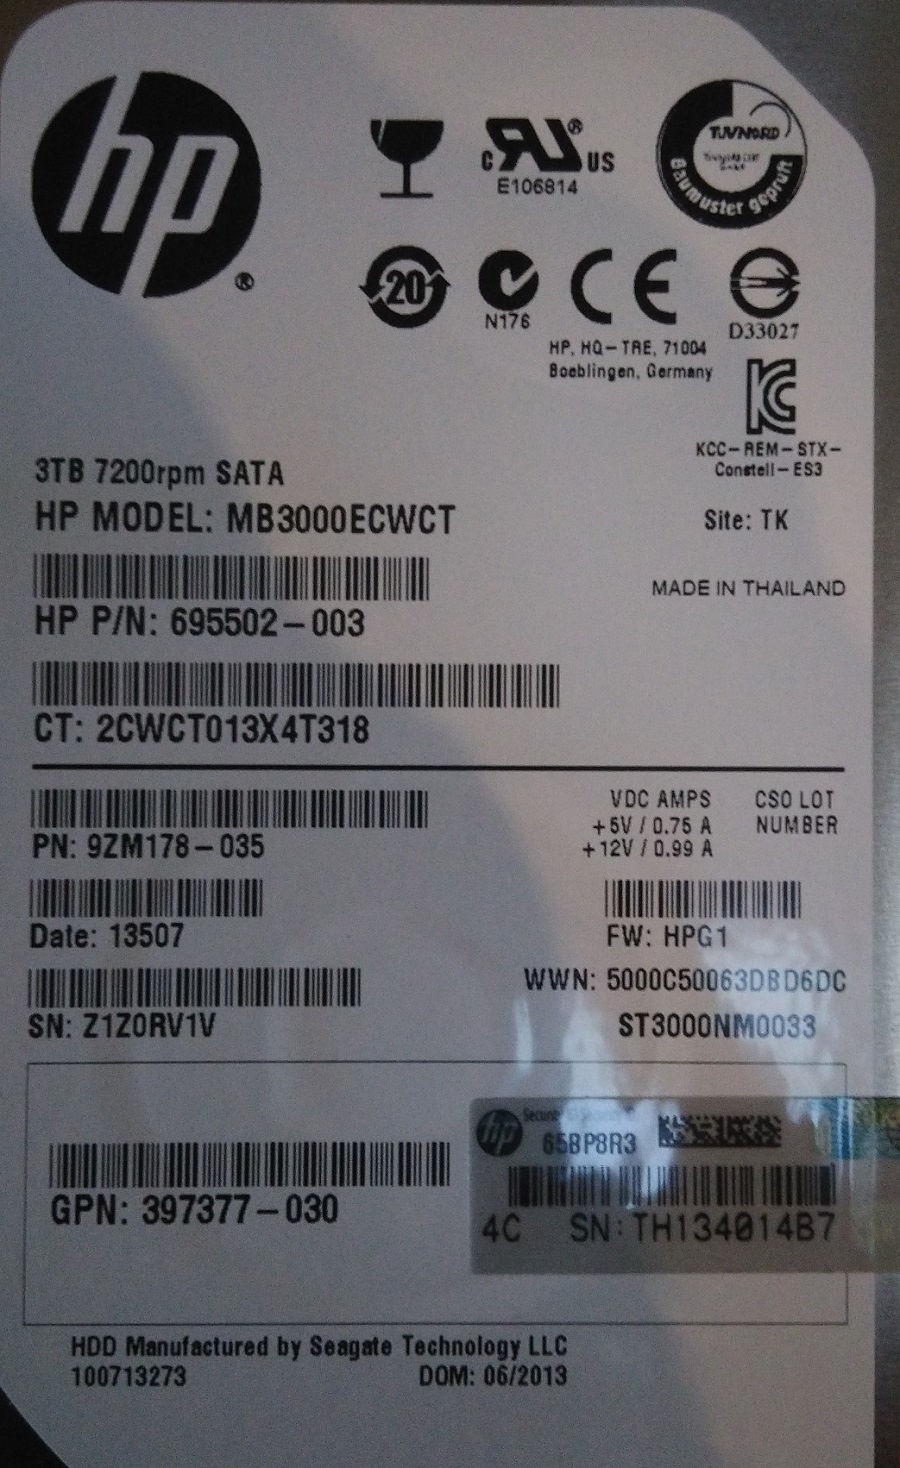 hp
®
C UR ® US
E106814
TUVNORD
Baumuster geprüft
20
N176
CE
D33027
HP, HQ-TRE, 71004
Boeblingen, Germany
KC
KCC-REM-STX-
Constell-ES3
3TB 7200rpm SATA
HP MODEL: MB3000ECWCT
Site: TK
MADE IN THAILAND
HP P/N: 695502-003
CT: 2CWCT013X4T318
VDC AMPS
+5V / 0.75 A
+12V / 0.99 A
CSO LOT
NUMBER
PN: 9ZM178-035
Date: 13507
FW: HPG1
WWN: 5000C50063DBD6DC
SN: Z1Z0RV1V
ST3000NM0033
hp
65BP8R3
GPN: 397377-030
4C SN:TH134014B7
HDD Manufactured by Seagate Technology LLC
100713273 DOM: 06/2013